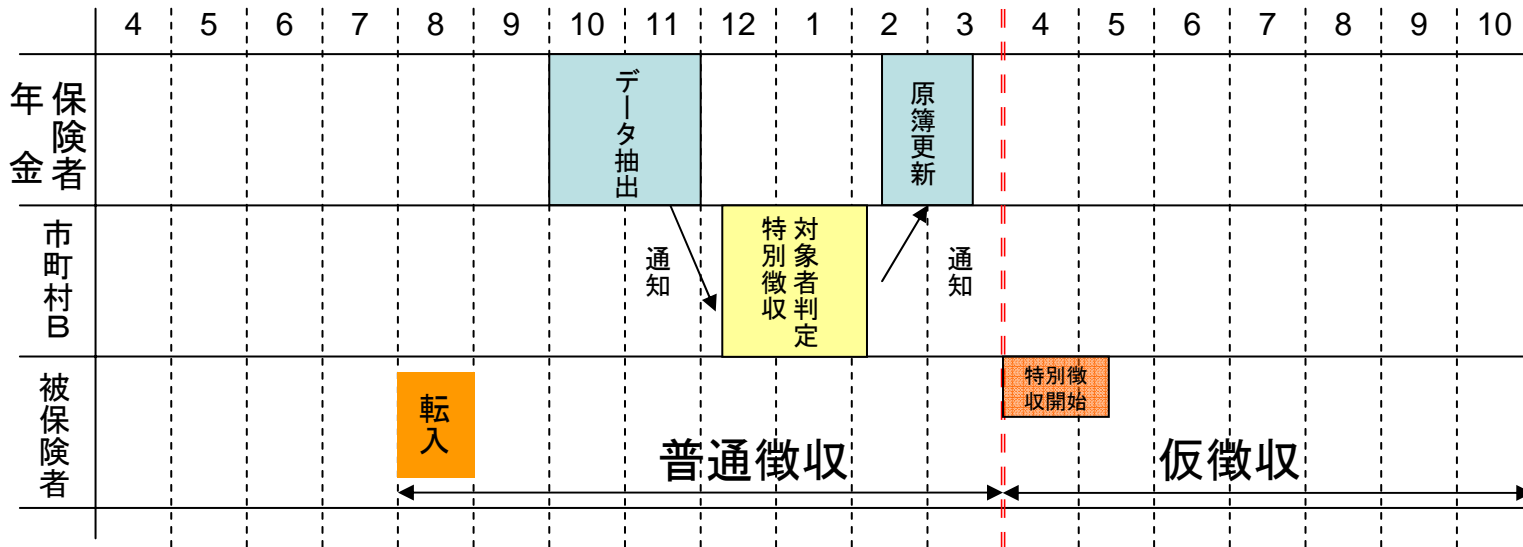 4 5 6 7 8 9 10 11 12 1 2 3 4 5 6 7 8 9 10
年金
保険者
データ抽出
原簿更新
市町村B
通知
特別徴収
対象者判定
通知
被保険者
転入
特別徴
収開始
普通徴収
仮徴収